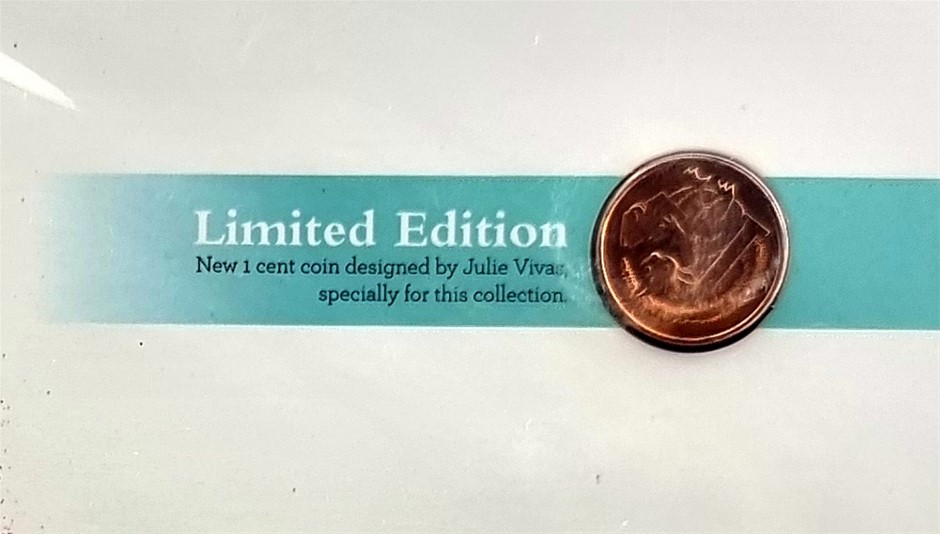 Limited Edition
New 1 cent coin designed by Julie Vivas,
specially for this collection.